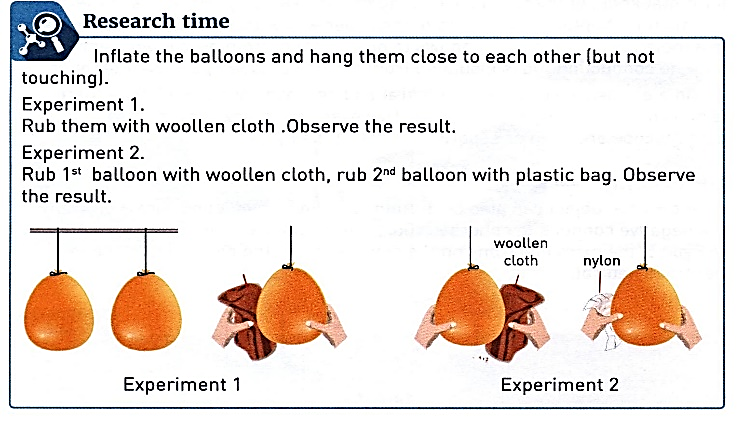 Research time
Inflate the balloons and hang them close to each other (but not
touching).
Experiment 1.
Rub them with woollen cloth .Observe the result.
Experiment 2.
Rub 1st balloon with woollen cloth, rub 2nd balloon with plastic bag. Observe
the result.
woollen
cloth
nylon
Experiment 1
Experiment 2